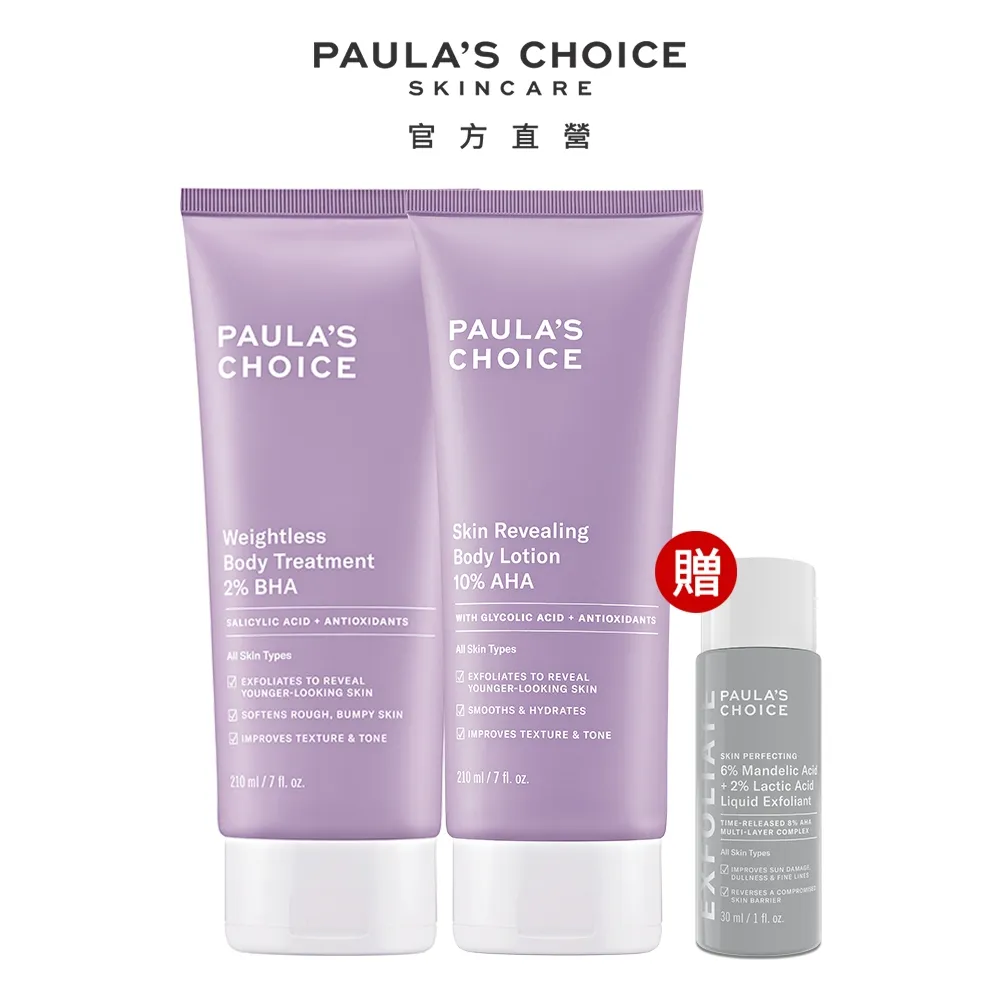 PAULA'S CHOICE
SKINCARE
官方直營
PAULA'S
CHOICE
Weightless
Body Treatment
2% BHA
SALICYLIC ACID + ANTIOXIDANTS
All Skin Types
EXFOLIATES TO REVEAL
YOUNGER-LOOKING SKIN
SOFTENS ROUGH, BUMPY SKIN
IMPROVES TEXTURE & TONE
210 ml / 7 fl. oz.
PAULA'S
CHOICE
Skin Revealing
Body Lotion
10% AHA
WITH GLYCOLIC ACID + ANTIOXIDANTS
All Skin Types
EXFOLIATES TO REVEAL
YOUNGER-LOOKING SKIN
SMOOTHS & HYDRATES
IMPROVES TEXTURE & TONE
210 ml / 7 fl. oz.
贈
EXFOLIATE
PAULA'S
CHOICE
SKIN PERFECTING
6% Mandelic Acid
+ 2% Lactic Acid
Liquid Exfoliant
TIME-RELEASED 8% AHA
MULTI-LAYER COMPLEX
All Skin Types
IMPROVES SUN DAMAGE,
DULLNESS & FINE LINES
REVERSES A COMPROMISED
SKIN BARRIER
30 ml / 1 fl. oz.